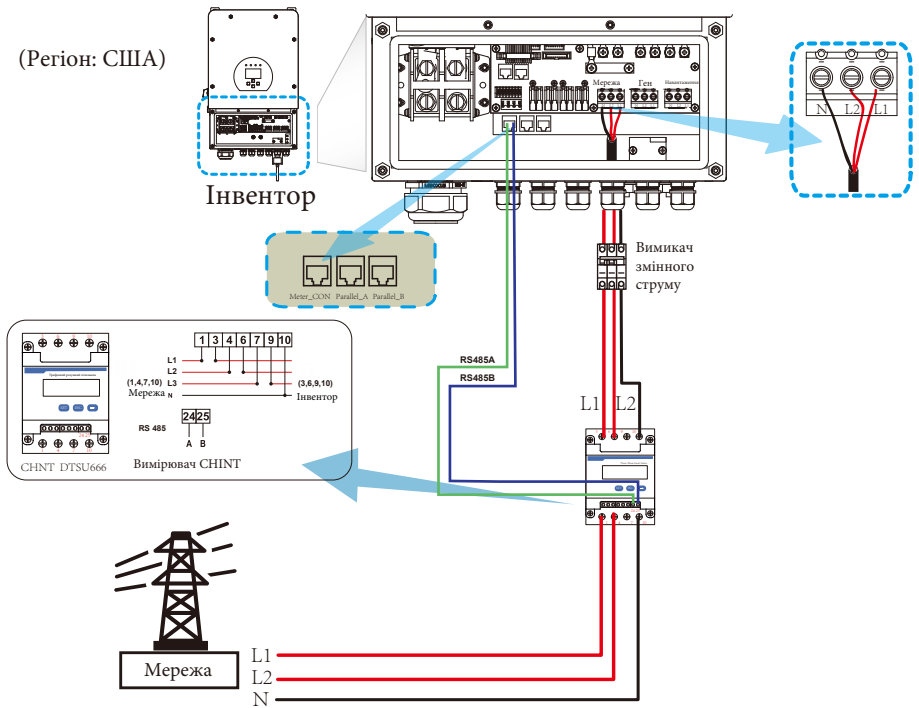 (Регіон: США)
Інвентор
Мережа
Ген
Навантаження
N L2 L1
Meter_CON Parallel_A Parallel_B
Вимикач
змінного
струму
1 3 4 6 7 9 10
L1
L2
(1,4,7,10) L3 (3,6,9,10)
Мережа N Інвентор
24 25
RS 485
A B
CHNT DTSU666
Вимірювач CHINT
RS485A
RS485B
L1 L2
Мережа
L1
L2
N